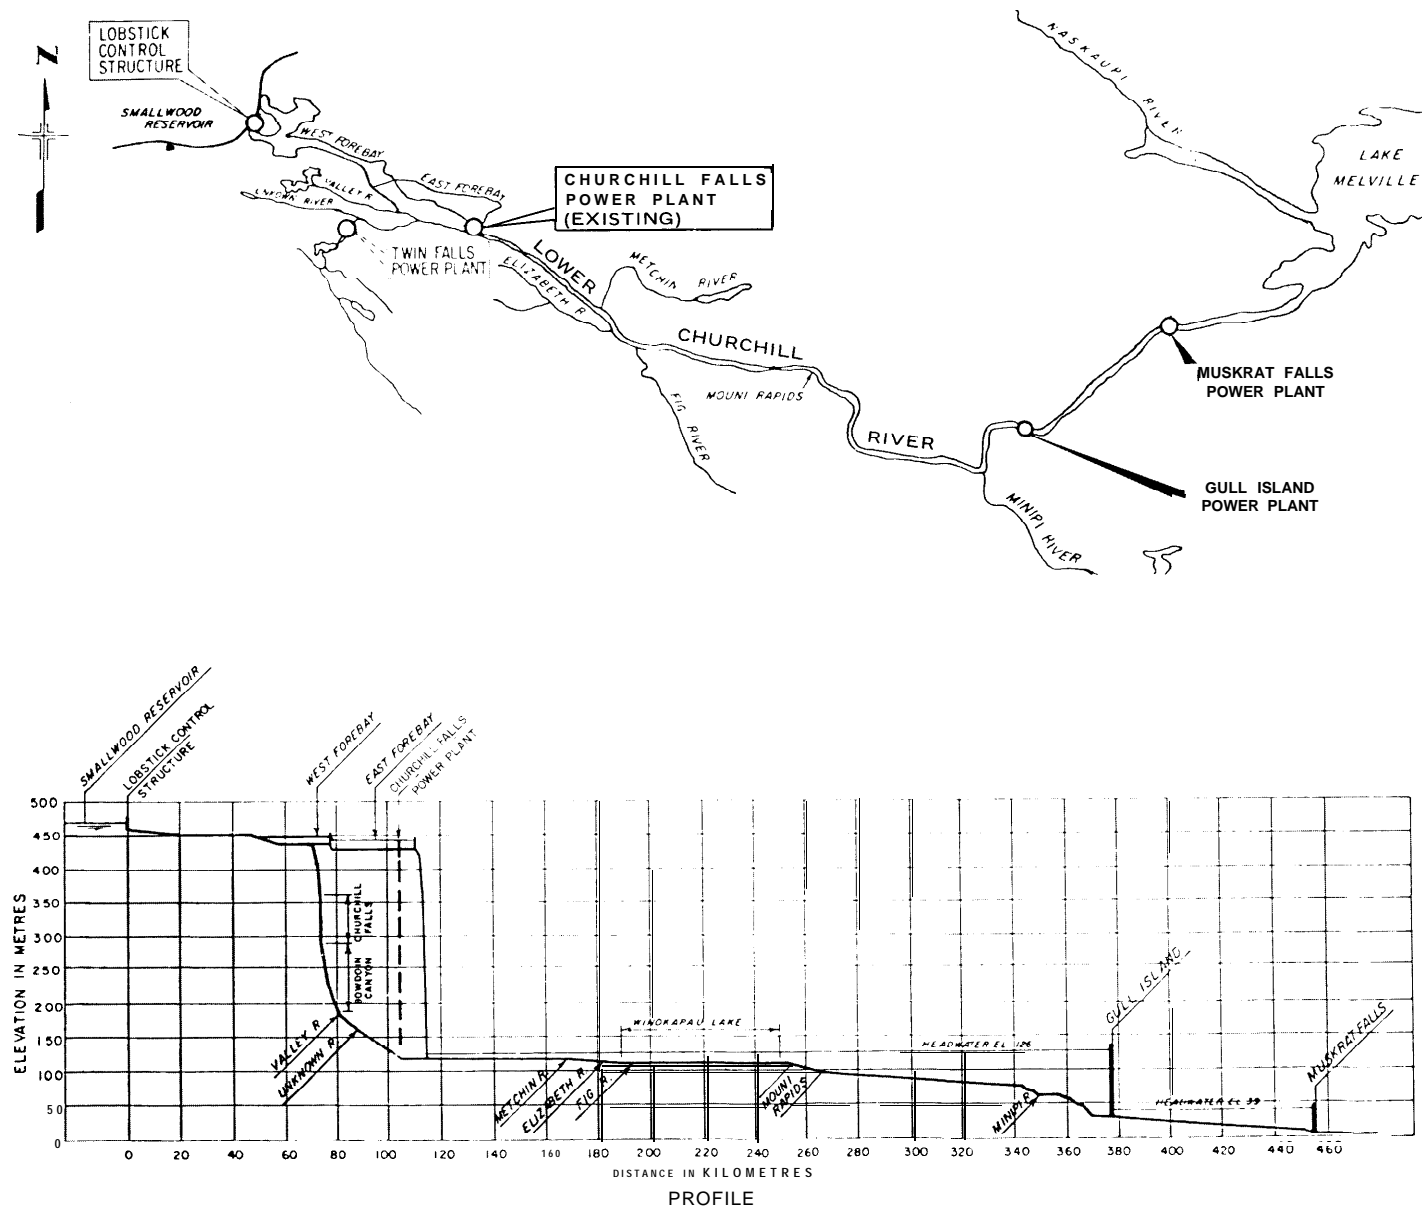 LOBSTICK
CONTROL
STRUCTURE
N
SMALLWOOD
RESERVOIR
WEST FOREBAY
EAST FOREBAY
VALLEY R
UNKOWN RIVER
CHURCHILL FALLS
POWER PLANT
(EXISTING)
TWIN FALLS
POWER PLANT
LOWER
ELIZABETH R
METCHIN RIVER
CHURCHILL
MOUNI RAPIDS
FIG RIVER
RIVER
MINIPI RIVER
NASKAUPI RIVER
LAKE
MELVILLE
MUSKRAT FALLS
POWER PLANT
GULL ISLAND
POWER PLANT
SMALLWOOD RESERVOIR
LOBSTICK CONTROL
STRUCTURE
WEST FOREBAY
EAST FOREBAY
CHURCHILL FALLS
POWER PLANT
ELEVATION IN METRES
500
450
400
350
300
250
200
150
100
50
0
CHURCHILL
FALLS
BOWDOIN
CANYON
VALLEY R
UNKNOWN R
METCHIN R.
ELIZABETH R.
FIG R.
WINOKAPAU LAKE
MOUNI
RAPIDS
HEADWATER EL 126
MINIPI R
GULL ISLAND
HEADWATER EL 39
MUSKRAT FALLS
0 20 40 60 80 100 120 140 160 180 200 220 240 260 280 300 320 340 360 380 400 420 440 460
DISTANCE IN KILOMETRES
PROFILE